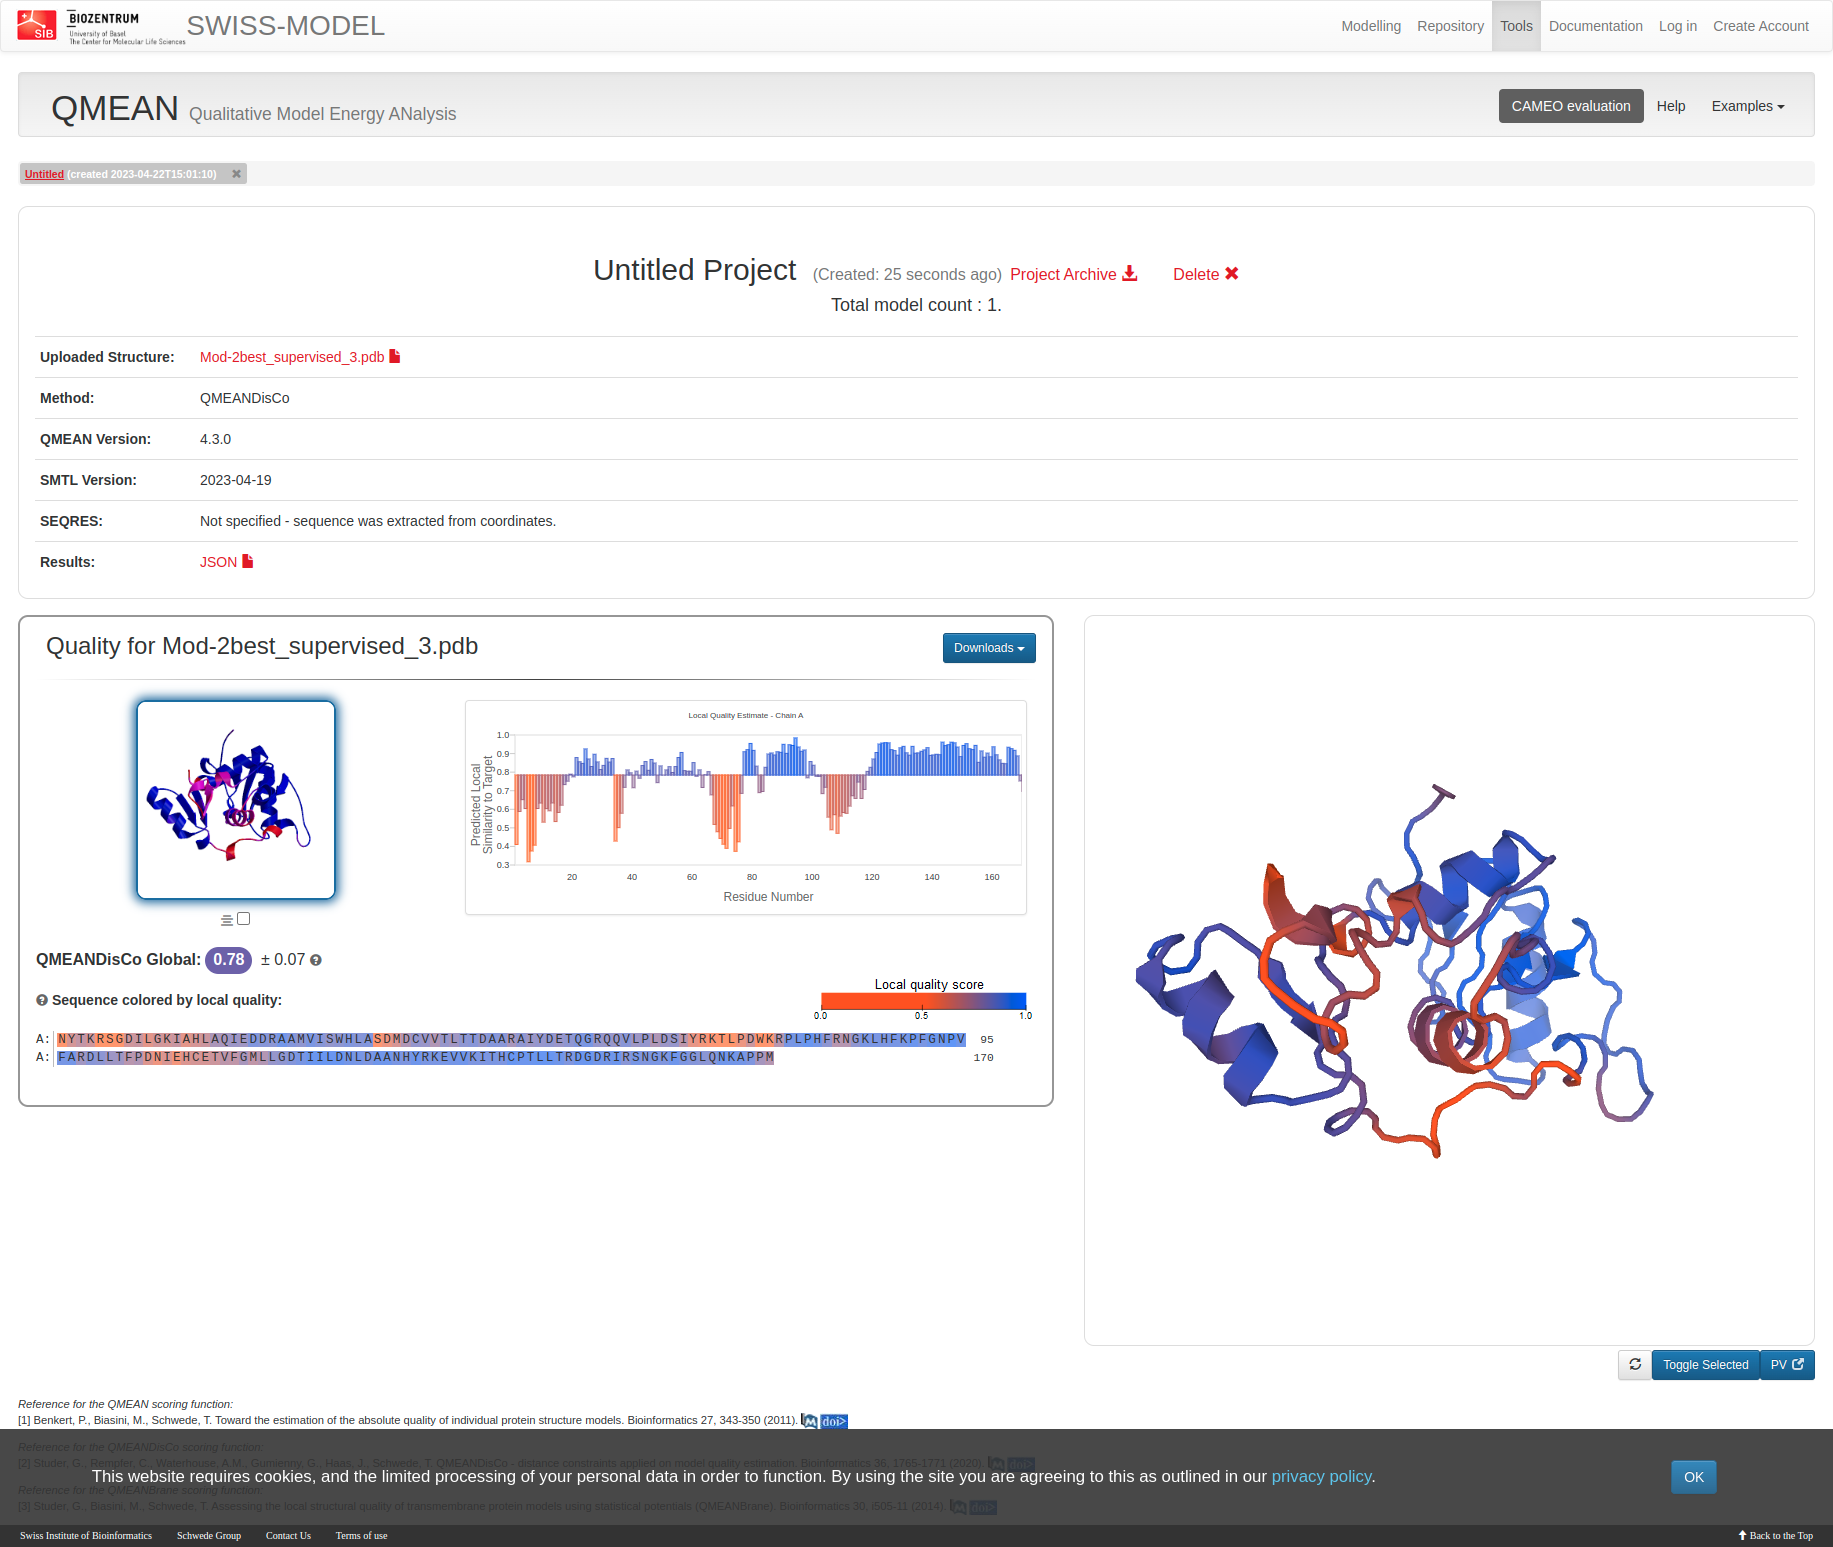 SIB
BIOZENTRUM
University of Basel
The Center for Molecular Life Sciences
SWISS-MODEL
Modelling Repository Tools Documentation Log in Create Account
QMEAN Qualitative Model Energy ANalysis
CAMEO evaluation Help Examples
Untitled (created 2023-04-22T15:01:10)
Untitled Project (Created: 25 seconds ago) Project Archive Delete
Total model count : 1.
Uploaded Structure: Mod-2best_supervised_3.pdb
Method: QMEANDisCo
QMEAN Version: 4.3.0
SMTL Version: 2023-04-19
SEQRES: Not specified - sequence was extracted from coordinates.
Results: JSON
Quality for Mod-2best_supervised_3.pdb
Downloads
Local Quality Estimate - Chain A
Predicted Local
Similarity to Target
1.0
0.9
0.8
0.7
0.6
0.5
0.4
0.3
20 40 60 80 100 120 140 160
Residue Number
QMEANDisCo Global: 0.78 ± 0.07
Sequence colored by local quality:
Local quality score
0.0 0.5 1.0
A: NYTKRSGDILGKIAHLAQIEDDRAAMVISWHLASDMDCVVTLTTDAARAIYDETQGRQQVLPLDSIYRKTLPDWKRPLPHFRNGKLHFKPFGNPV 95
A: FARDLLTFPDNIEHCETVFGMLLGDTIILDNLDAANHYRKEVVKITHCPTLLTRDGDRIRSNGKFGGLQNKAPPM 170
Toggle Selected PV
Reference for the QMEAN scoring function:
[1] Benkert, P., Biasini, M., Schwede, T. Toward the estimation of the absolute quality of individual protein structure models. Bioinformatics 27, 343-350 (2011). M doi>
Reference for the QMEANDisCo scoring function:
[2] Studer, G., Rempfer, C., Waterhouse, A.M., Gumienny, G., Haas, J., Schwede, T. QMEANDisCo - distance constraints applied on model quality estimation. Bioinformatics 36, 1765-1771 (2020). M doi>
This website requires cookies, and the limited processing of your personal data in order to function. By using the site you are agreeing to this as outlined in our privacy policy. OK
Reference for the QMEANBrane scoring function:
[3] Studer, G., Biasini, M., Schwede, T. Assessing the local structural quality of transmembrane protein models using statistical potentials (QMEANBrane). Bioinformatics 30, i505-11 (2014). M doi>
Swiss Institute of Bioinformatics Schwede Group Contact Us Terms of use Back to the Top